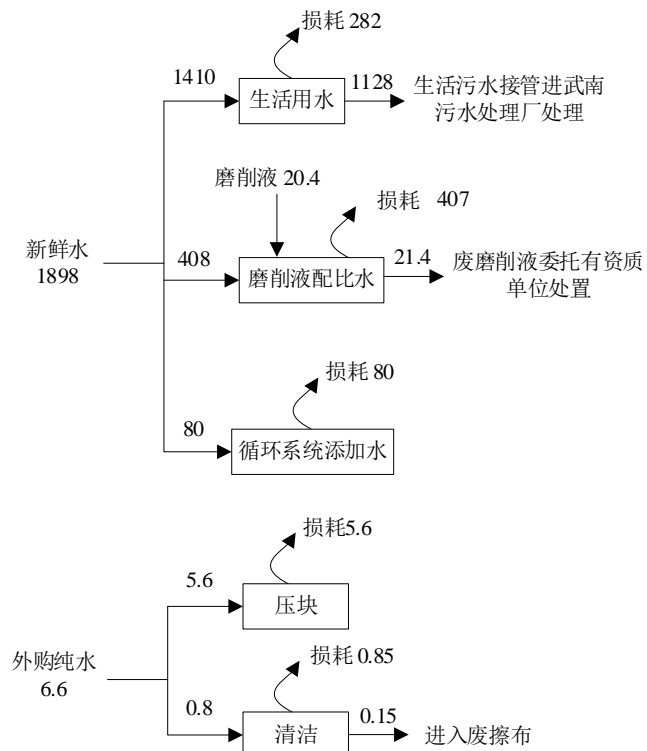 损耗 282
1410
生活用水
1128
生活污水接管进武南
污水处理厂处理
磨削液 20.4
损耗 407
新鲜水
1898
408
磨削液配比水
21.4
废磨削液委托有资质
单位处置
损耗 80
80
循环系统添加水
损耗5.6
5.6
压块
外购纯水
6.6
损耗 0.85
0.8
清洁
0.15
进入废擦布